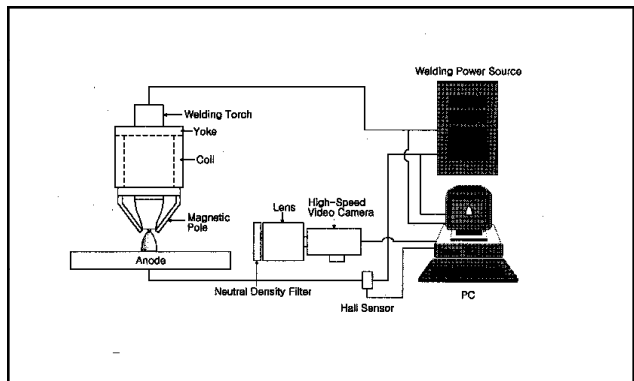 Welding Power Source
Welding Torch
Yoke
Coil
High-Speed
Video Camera
Lens
Magnetic
Pole
Anode
Neutral Density Filter
Hall Sensor
PC